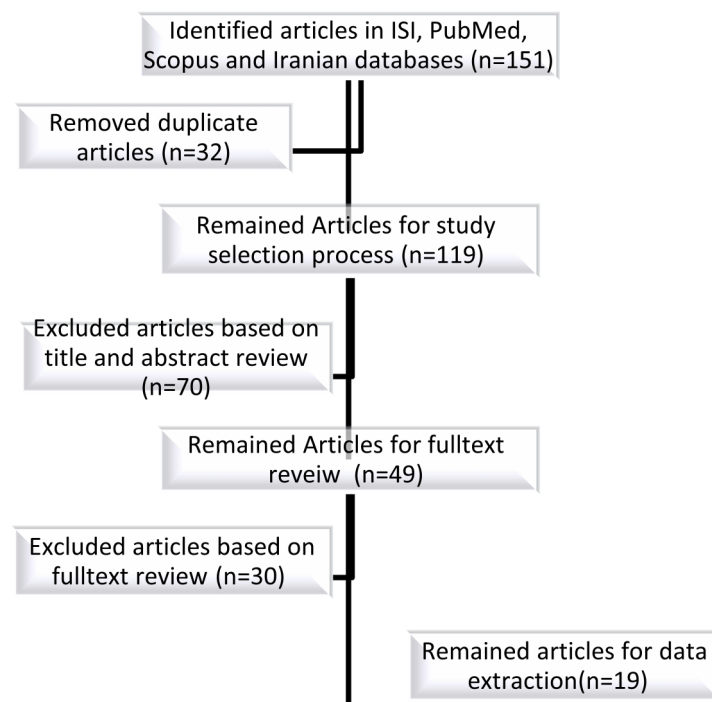 Identified articles in ISI, PubMed,
Scopus and Iranian databases (n=151)
Removed duplicate
articles (n=32)
Remained Articles for study
selection process (n=119)
Excluded articles based on
title and abstract review
(n=70)
Remained Articles for fulltext
reveiw (n=49)
Excluded articles based on
fulltext review (n=30)
Remained articles for data
extraction(n=19)